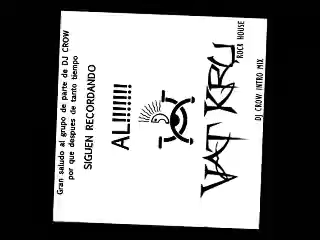 Gran saludo al grupo de parte de DJ CROW
por que despues de tanto tiempo
SIGUEN RECORDANDO
AL!!!!!!!
VAT KRU
ROCK HOUSE
DJ CROW INTRO MIX